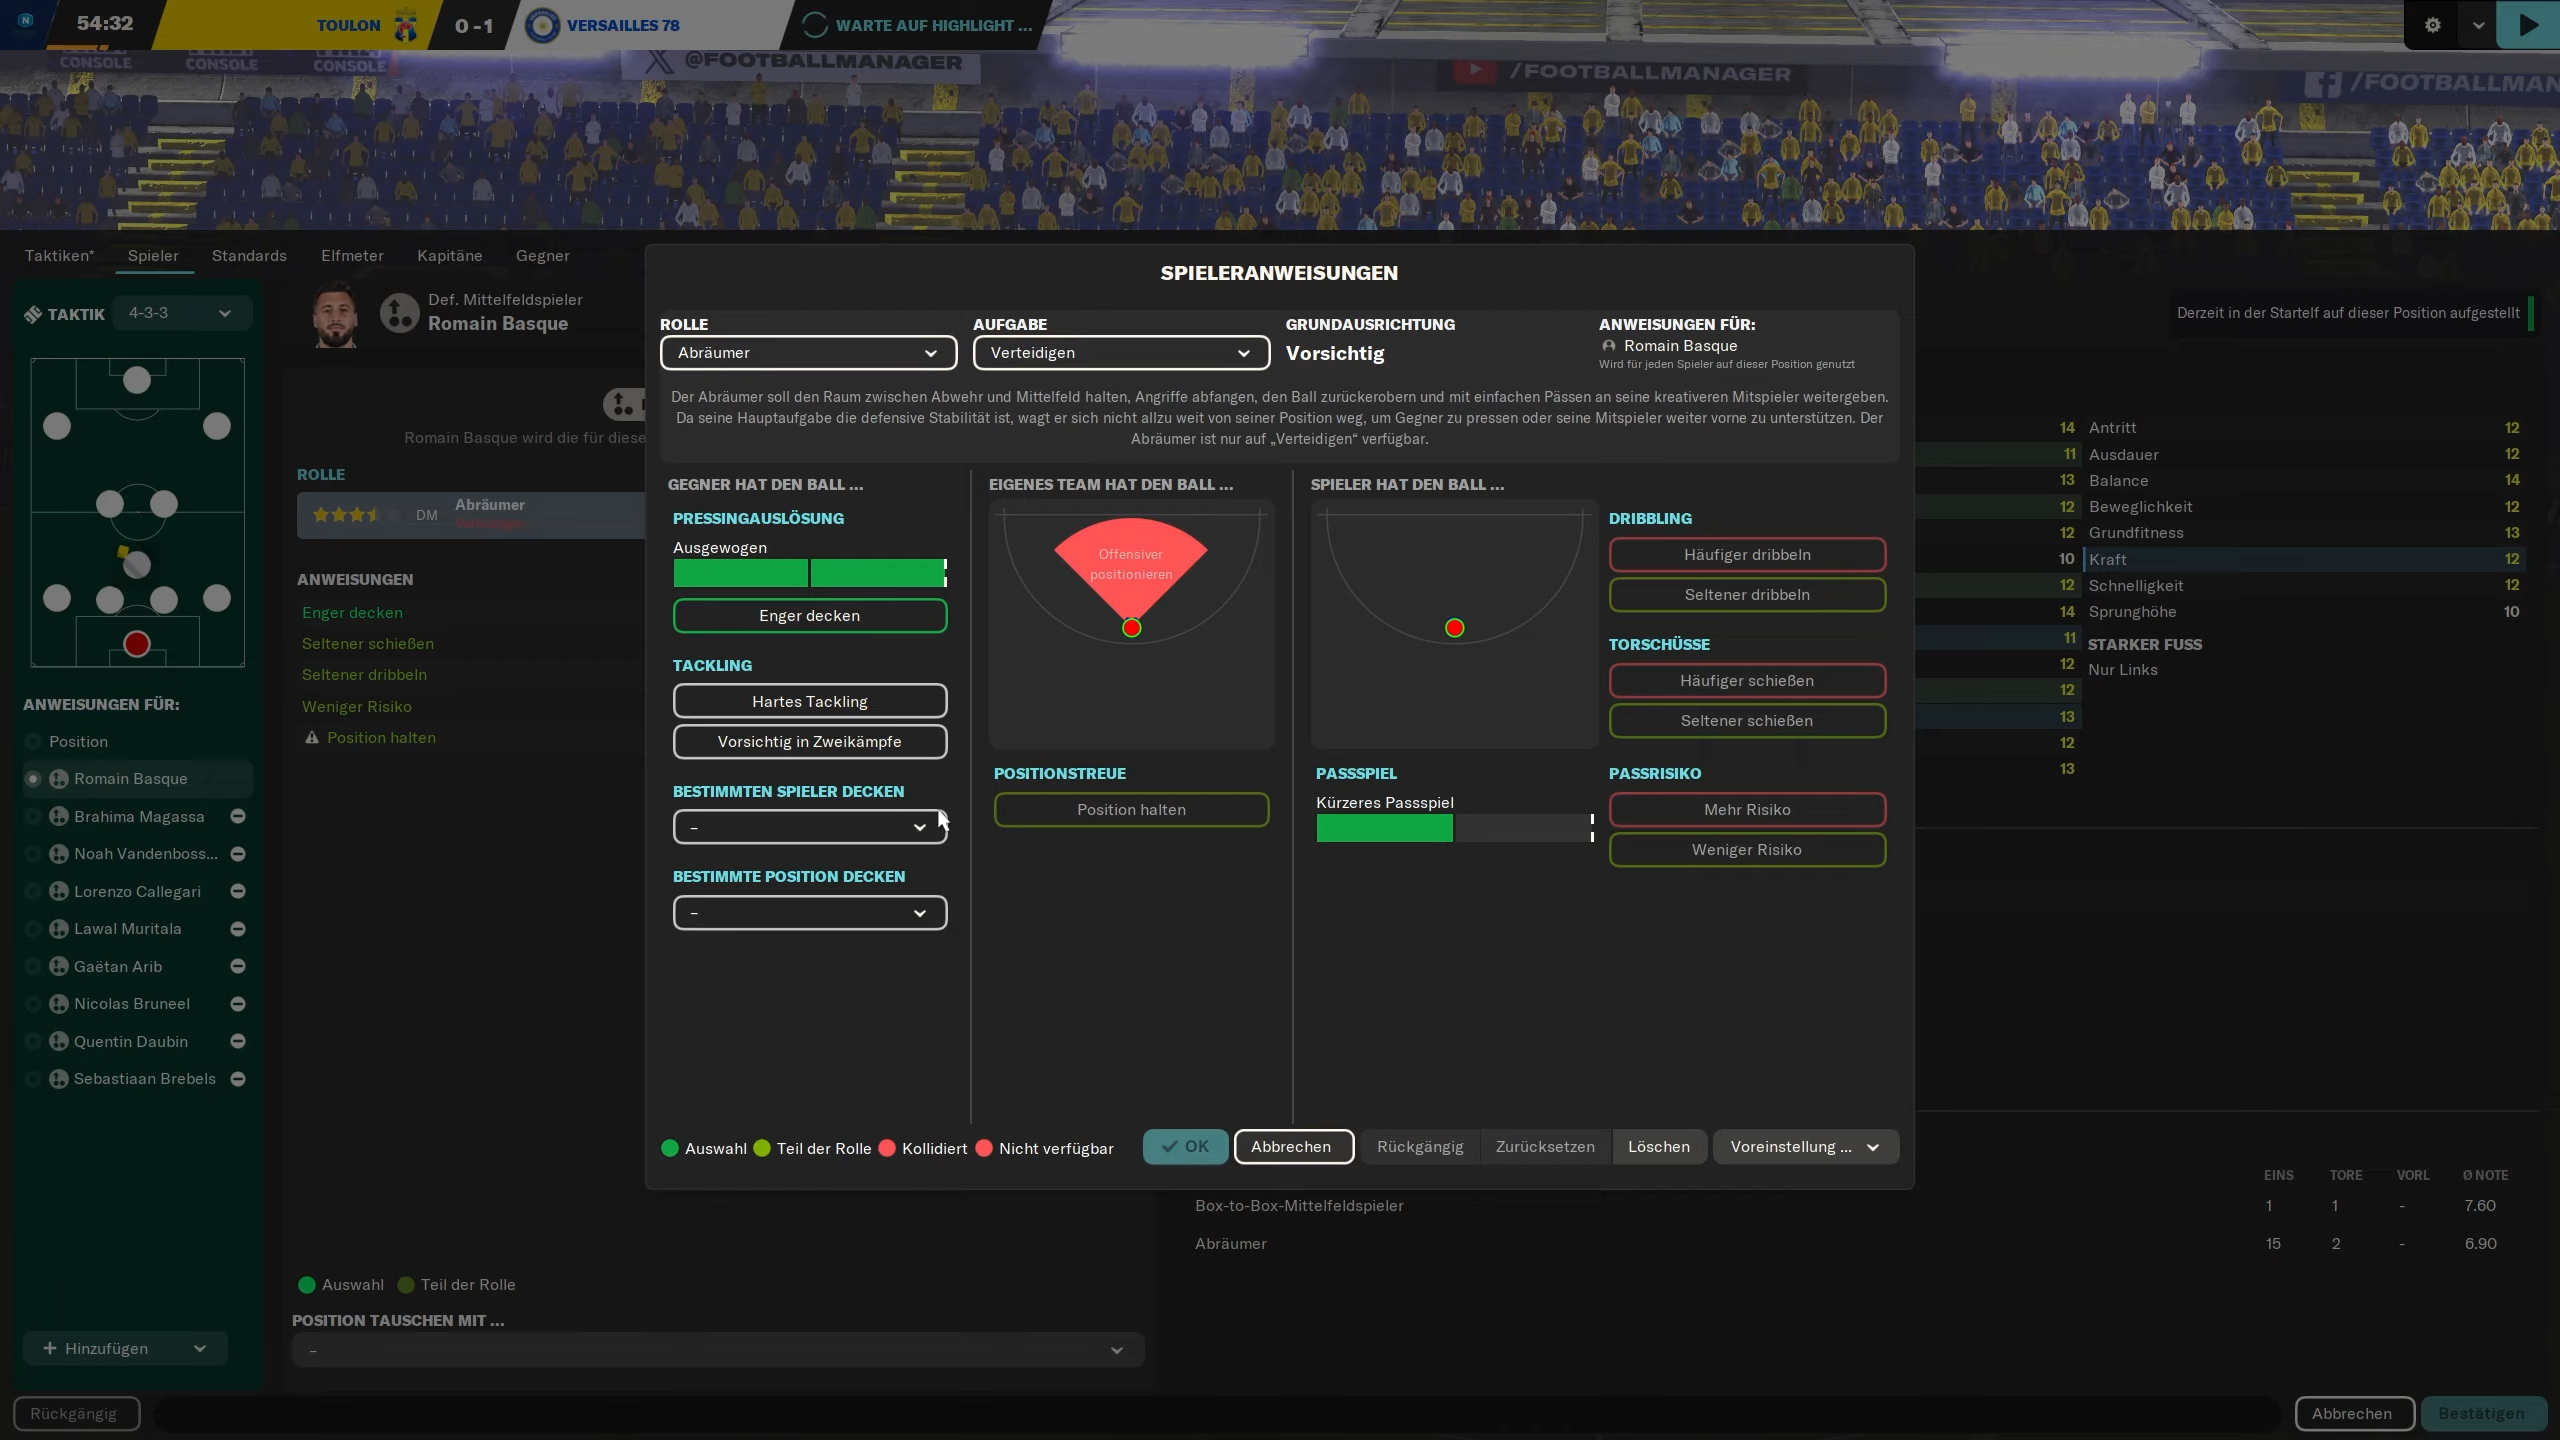 54:32
TOULON
0 - 1
VERSAILLES 78
WARTE AUF HIGHLIGHT ...
CONSOLE
CONSOLE
CONSOLE
@FOOTBALLMANAGER
/FOOTBALLMANAGER
/FOOTBALLMAN
Taktiken*
Spieler
Standards
Elfmeter
Kapitäne
Gegner
TAKTIK
4-3-3
Def. Mittelfeldspieler
Romain Basque
Derzeit in der Startelf auf dieser Position aufgestellt
Romain Basque wird die für diese
ROLLE
DM
Abräumer
Verteidigen
ANWEISUNGEN
Enger decken
Seltener schießen
Seltener dribbeln
Weniger Risiko
Position halten
ANWEISUNGEN FÜR:
Position
Romain Basque
Brahima Magassa
Noah Vandenboss...
Lorenzo Callegari
Lawal Muritala
Gaëtan Arib
Nicolas Bruneel
Quentin Daubin
Sebastiaan Brebels
Hinzufügen
Auswahl
Teil der Rolle
POSITION TAUSCHEN MIT ...
–
Rückgängig
SPIELERANWEISUNGEN
ROLLE
Abräumer
AUFGABE
Verteidigen
GRUNDAUSRICHTUNG
Vorsichtig
ANWEISUNGEN FÜR:
Romain Basque
Wird für jeden Spieler auf dieser Position genutzt
Der Abräumer soll den Raum zwischen Abwehr und Mittelfeld halten, Angriffe abfangen, den Ball zurückerobern und mit einfachen Pässen an seine kreativeren Mitspieler weitergeben.
Da seine Hauptaufgabe die defensive Stabilität ist, wagt er sich nicht allzu weit von seiner Position weg, um Gegner zu pressen oder seine Mitspieler weiter vorne zu unterstützen. Der
Abräumer ist nur auf „Verteidigen“ verfügbar.
GEGNER HAT DEN BALL ...
PRESSINGAUSLÖSUNG
Ausgewogen
Enger decken
TACKLING
Hartes Tackling
Vorsichtig in Zweikämpfe
BESTIMMTEN SPIELER DECKEN
–
BESTIMMTE POSITION DECKEN
–
EIGENES TEAM HAT DEN BALL ...
Offensiver
positionieren
POSITIONSTREUE
Position halten
SPIELER HAT DEN BALL ...
PASSSPIEL
Kürzeres Passspiel
DRIBBLING
Häufiger dribbeln
Seltener dribbeln
TORSCHÜSSE
Häufiger schießen
Seltener schießen
PASSRISIKO
Mehr Risiko
Weniger Risiko
Auswahl
Teil der Rolle
Kollidiert
Nicht verfügbar
OK
Abbrechen
Rückgängig
Zurücksetzen
Löschen
Voreinstellung ...
14
11
13
12
12
10
12
14
11
12
12
13
12
13
Antritt 12
Ausdauer 12
Balance 14
Beweglichkeit 12
Grundfitness 13
Kraft 12
Schnelligkeit 12
Sprunghöhe 10
STARKER FUSS
Nur Links
EINS TORE VORL Ø NOTE
Box-to-Box-Mittelfeldspieler 1 1 - 7.60
Abräumer 15 2 - 6.90
Abbrechen
Bestätigen